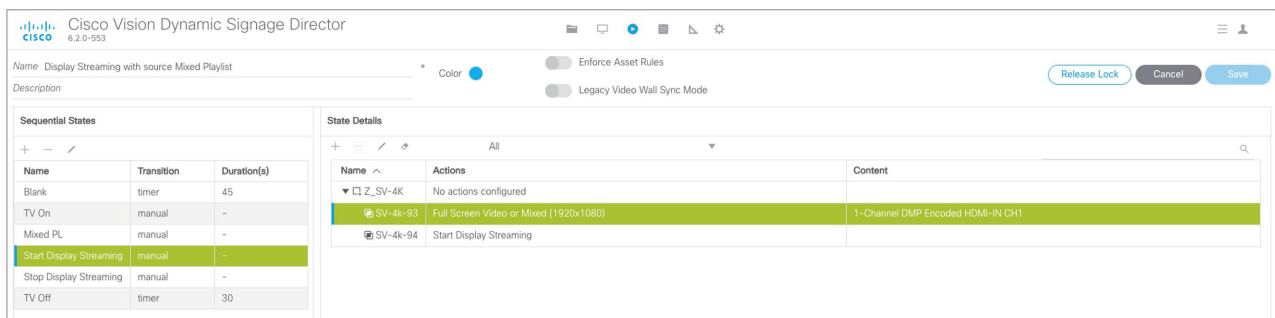 Cisco Vision Dynamic Signage Director
CISCO 6.2.0-553
Name Display Streaming with source Mixed Playlist *
Color
Enforce Asset Rules
Release Lock Cancel Save
Description
Legacy Video Wall Sync Mode
Sequential States
Name Transition Duration(s)
Blank timer 45
TV On manual -
Mixed PL manual -
Start Display Streaming manual -
Stop Display Streaming manual -
TV Off timer 30
State Details
All
Name Actions Content
Z_SV-4K No actions configured
SV-4k-93 Full Screen Video or Mixed (1920x1080) 1-Channel DMP Encoded HDMI-IN CH1
SV-4k-94 Start Display Streaming